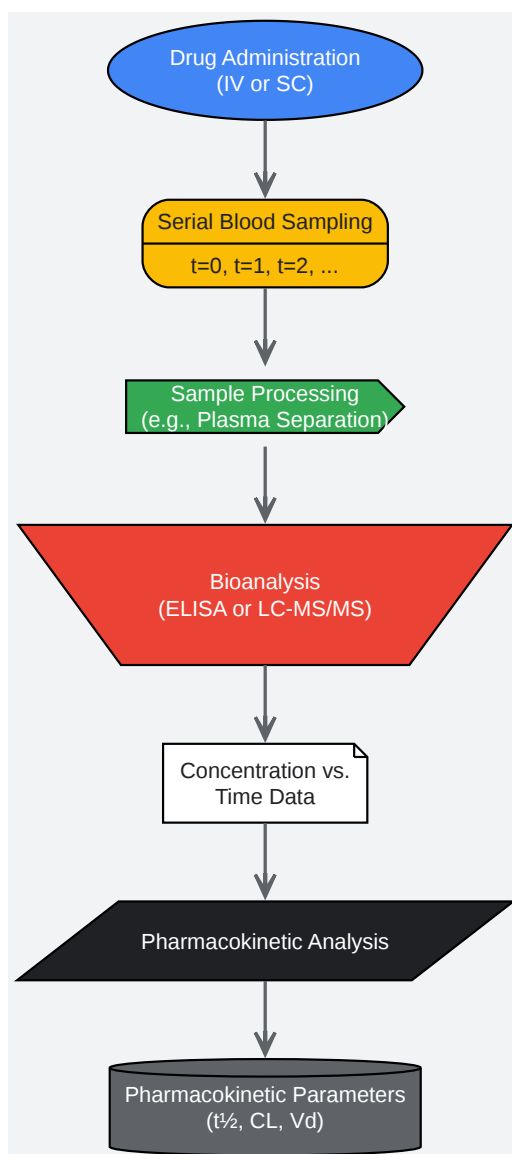 Drug Administration
(IV or SC)
Serial Blood Sampling
t=0, t=1, t=2, ...
Sample Processing
(e.g., Plasma Separation)
Bioanalysis
(ELISA or LC-MS/MS)
Concentration vs.
Time Data
Pharmacokinetic Analysis
Pharmacokinetic Parameters
(t½, CL, Vd)